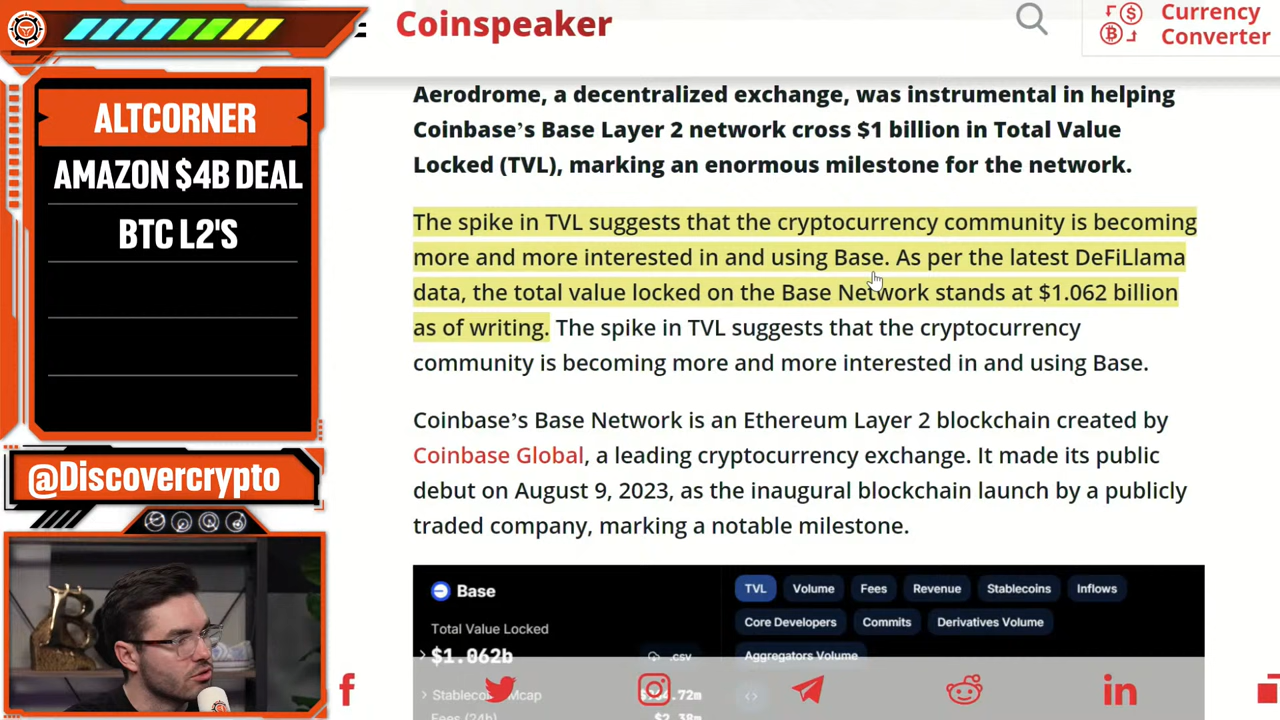 Coinspeaker
Currency
Converter
ALTCORNER
AMAZON $4B DEAL
BTC L2'S
@Discovercrypto
Aerodrome, a decentralized exchange, was instrumental in helping
Coinbase’s Base Layer 2 network cross $1 billion in Total Value
Locked (TVL), marking an enormous milestone for the network.
The spike in TVL suggests that the cryptocurrency community is becoming
more and more interested in and using Base. As per the latest DeFiLlama
data, the total value locked on the Base Network stands at $1.062 billion
as of writing. The spike in TVL suggests that the cryptocurrency
community is becoming more and more interested in and using Base.
Coinbase’s Base Network is an Ethereum Layer 2 blockchain created by
Coinbase Global, a leading cryptocurrency exchange. It made its public
debut on August 9, 2023, as the inaugural blockchain launch by a publicly
traded company, marking a notable milestone.
Base
Total Value Locked
$1.062b
.csv
Fees (24h)
$2.38m
TVL Volume Fees Revenue Stablecoins Inflows
Core Developers Commits Derivatives Volume
Aggregators Volume